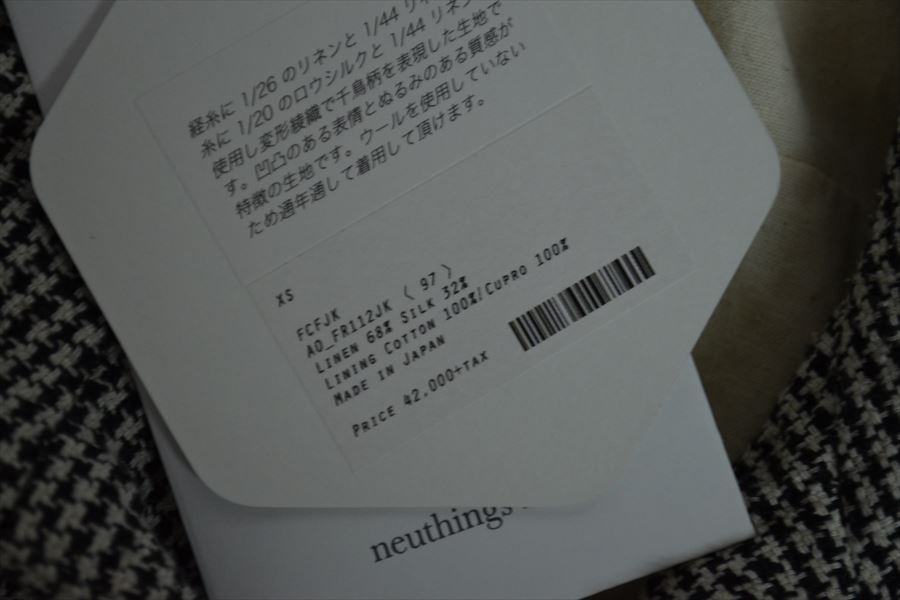 経糸に 1/26 のリネンと 1/44 リネ
糸に 1/20 のロウシルクと 1/44 リネン
使用し変形綾織で千鳥柄を表現した生地で
す。凹凸のある表情とぬるみのある質感が
特徴の生地です。ウールを使用していない
ため通年通して着用して頂けます。
XS
FCFJK
AO_FR112JK ( 97 )
LINEN 68% SILK 32%
LINING COTTON 100%/CUPRO 100%
MADE IN JAPAN
PRICE 42,000+TAX
neuthings